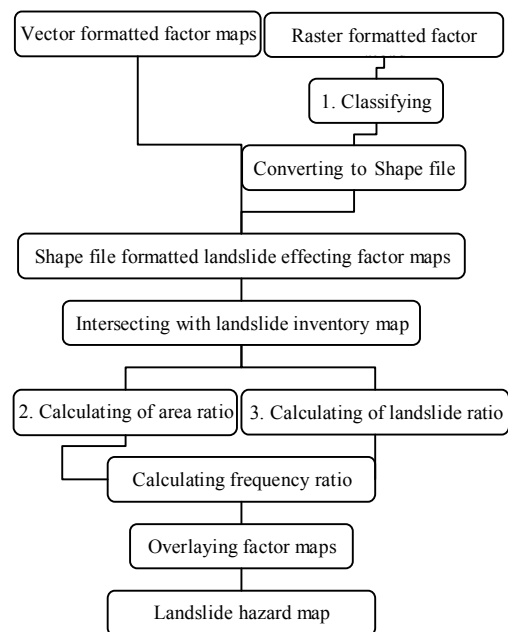 Vector formatted factor maps
Raster formatted factor
1. Classifying
Converting to Shape file
Shape file formatted landslide effecting factor maps
Intersecting with landslide inventory map
2. Calculating of area ratio
3. Calculating of landslide ratio
Calculating frequency ratio
Overlaying factor maps
Landslide hazard map